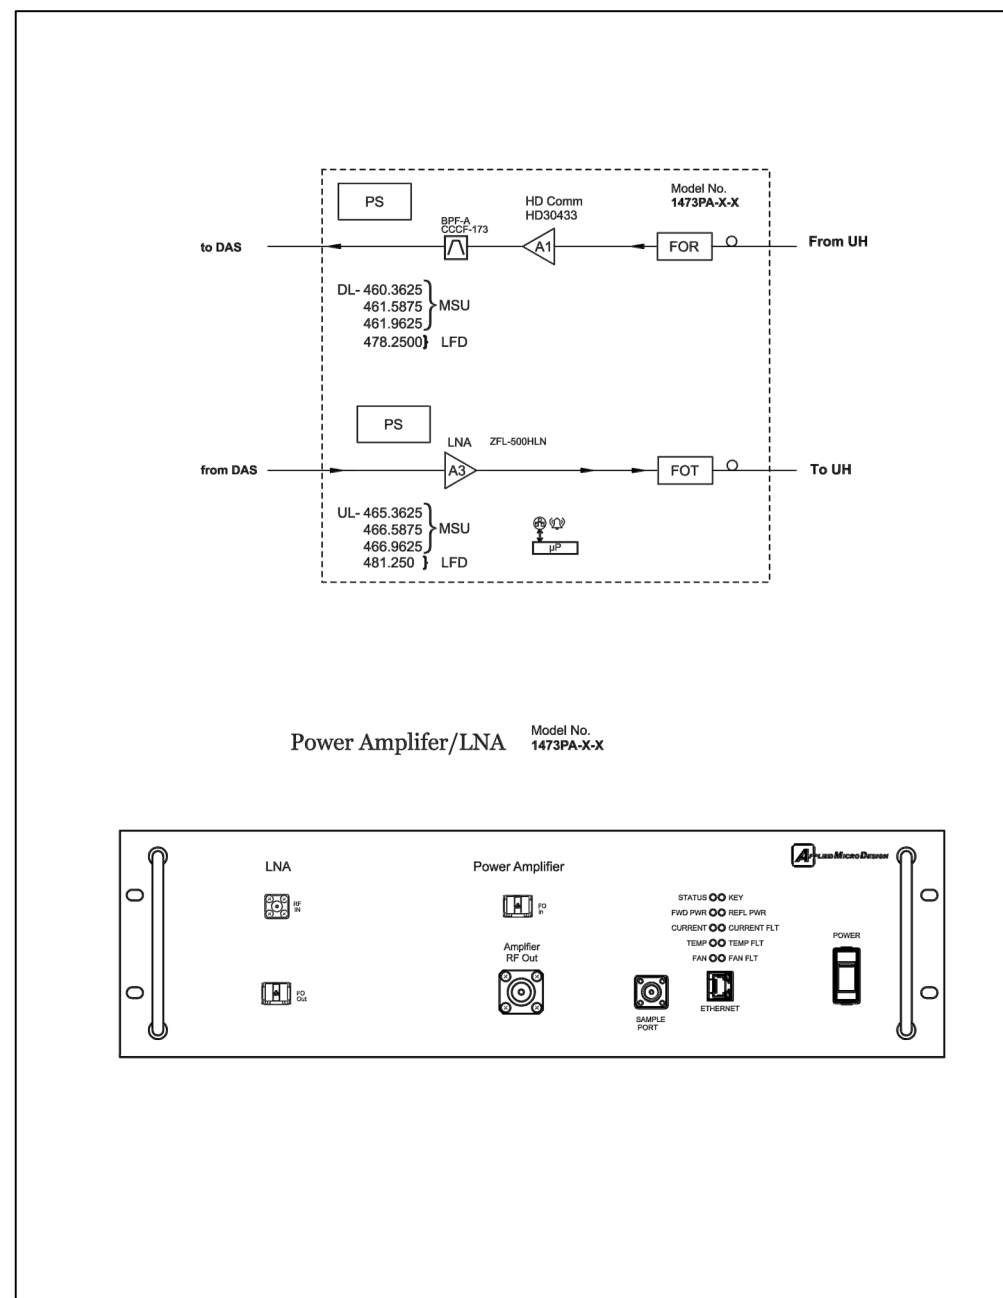 PS
Model No.
1473PA-X-X
HD Comm
HD30433
BPF-A
CCCF-173
to DAS
A1
FOR
From UH
DL- 460.3625
461.5875
461.9625
MSU
478.2500} LFD
PS
LNA ZFL-500HLN
from DAS
A3
FOT
To UH
UL- 465.3625
466.5875
466.9625
MSU
481.250 } LFD
µP
Power Amplifer/LNA
Model No.
1473PA-X-X
APPLIED MICRO DESIGN
LNA
Power Amplifier
RF
IN
FO
In
STATUS KEY
FWD PWR REFL PWR
CURRENT CURRENT FLT
TEMP TEMP FLT
FAN FAN FLT
POWER
Amplfier
RF Out
FO
Out
SAMPLE
PORT
ETHERNET